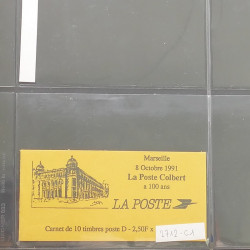 Marseille
8 Octobre 1991
La Poste Colbert
a 100 ans
LA POSTE
Carnet de 10 timbres poste D - 2,50F x